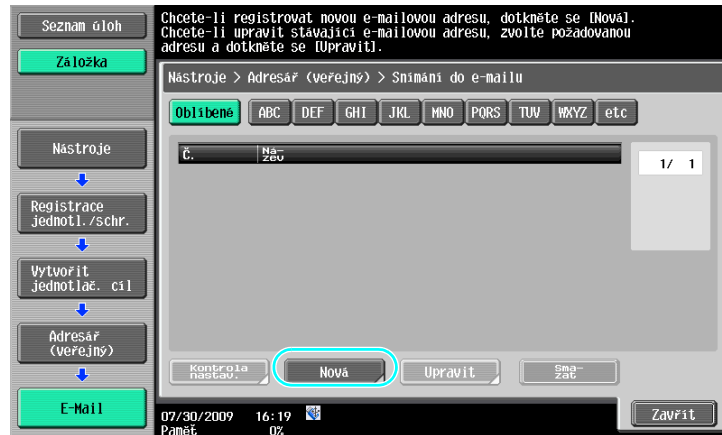 Seznam úloh
Záložka
Chcete-li registrovat novou e-mailovou adresu, dotkněte se [Nová].
Chcete-li upravit stávající e-mailovou adresu, zvolte požadovanou
adresu a dotkněte se [Upravit].
Nástroje > Adresář (veřejný) > Snímání do e-mailu
Oblíbené ABC DEF GHI JKL MNO PQRS TUV WXYZ etc
Č. Ná-
zev
1/ 1
Nástroje
Registrace
jednotl./schr.
Vytvořit
jednotlač. cíl
Adresář
(veřejný)
E-Mail
Kontrola
nastav.
Nová
Upravit
Sma-
zat
07/30/2009 16:19
Paměť 0%
Zavřít